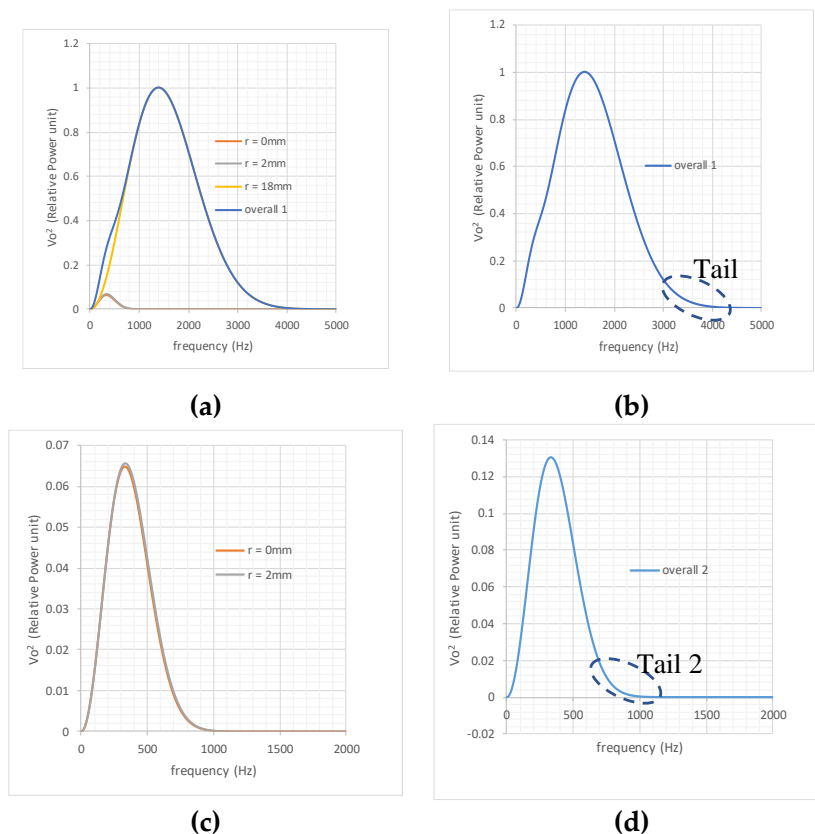 1.2
1
0.8
0.6
0.4
0.2
0
0 1000 2000 3000 4000 5000
Vo² (Relative Power unit)
frequency (Hz)
r = 0mm
r = 2mm
r = 18mm
overall 1
(a)
1.2
1
0.8
0.6
0.4
0.2
0
0 1000 2000 3000 4000 5000
Vo² (Relative Power unit)
frequency (Hz)
overall 1
Tail
(b)
0.07
0.06
0.05
0.04
0.03
0.02
0.01
0
0 500 1000 1500 2000
Vo² (Relative Power unit)
frequency (Hz)
r = 0mm
r = 2mm
(c)
0.14
0.12
0.1
0.08
0.06
0.04
0.02
0
-0.02
0 500 1000 1500 2000
Vo² (Relative Power unit)
frequency (Hz)
overall 2
Tail 2
(d)